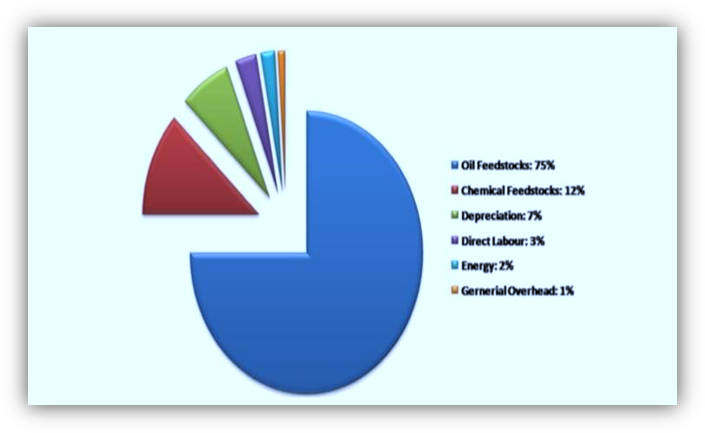 Oil Feedstocks: 75%
Chemical Feedstocks: 12%
Depreciation: 7%
Direct Labour: 3%
Energy: 2%
Gernerial Overhead: 1%